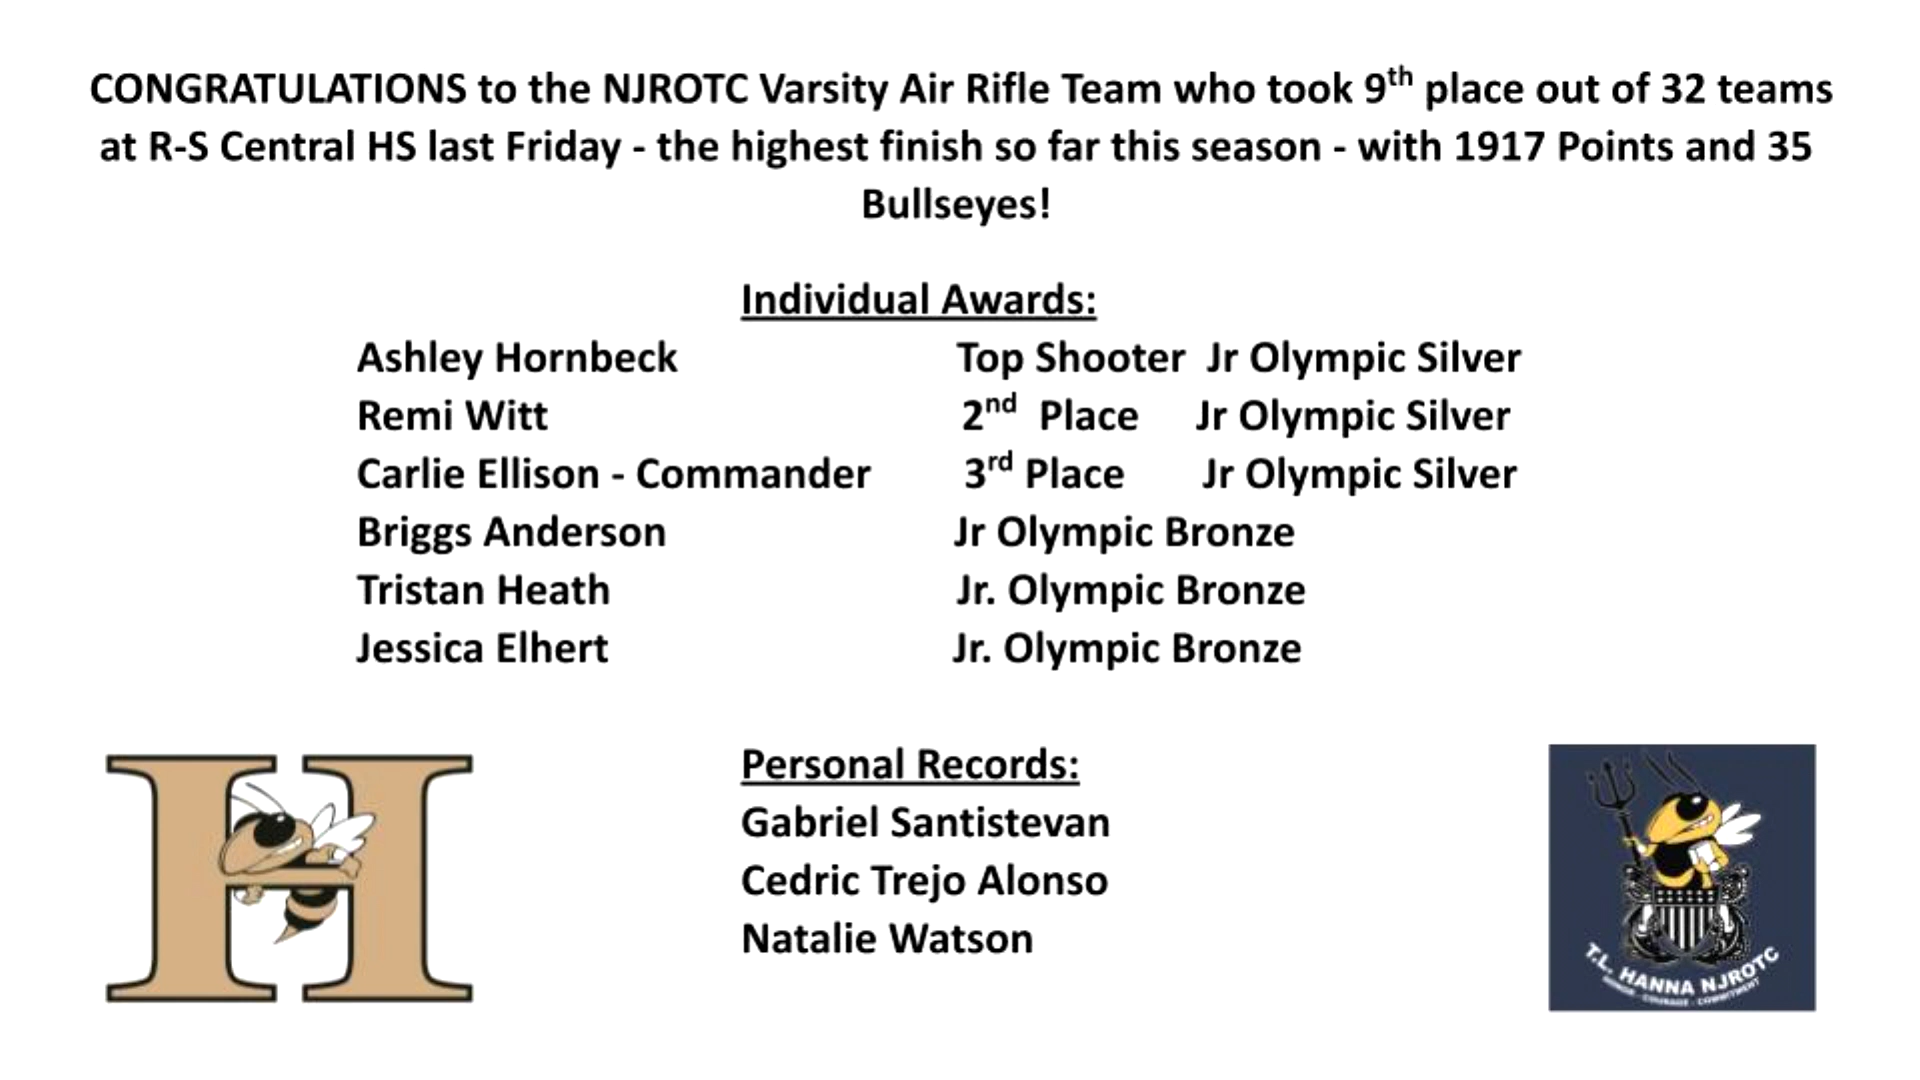 CONGRATULATIONS to the NJROTC Varsity Air Rifle Team who took 9th place out of 32 teams
at R-S Central HS last Friday - the highest finish so far this season - with 1917 Points and 35
Bullseyes!
Individual Awards:
Ashley Hornbeck Top Shooter Jr Olympic Silver
Remi Witt 2nd Place Jr Olympic Silver
Carlie Ellison - Commander 3rd Place Jr Olympic Silver
Briggs Anderson Jr Olympic Bronze
Tristan Heath Jr. Olympic Bronze
Jessica Elhert Jr. Olympic Bronze
Personal Records:
Gabriel Santistevan
Cedric Trejo Alonso
Natalie Watson
H
T.L. HANNA NJROTC
HONOR - COURAGE - COMMITMENT